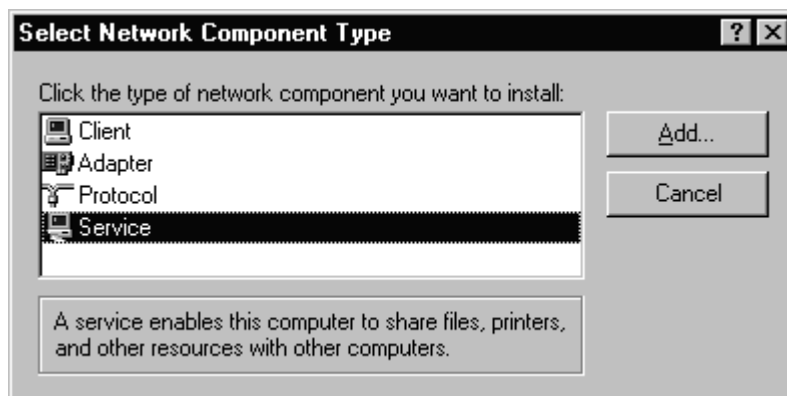 Select Network Component Type
Click the type of network component you want to install:
Client
Adapter
Protocol
Service
Add...
Cancel
A service enables this computer to share files, printers,
and other resources with other computers.